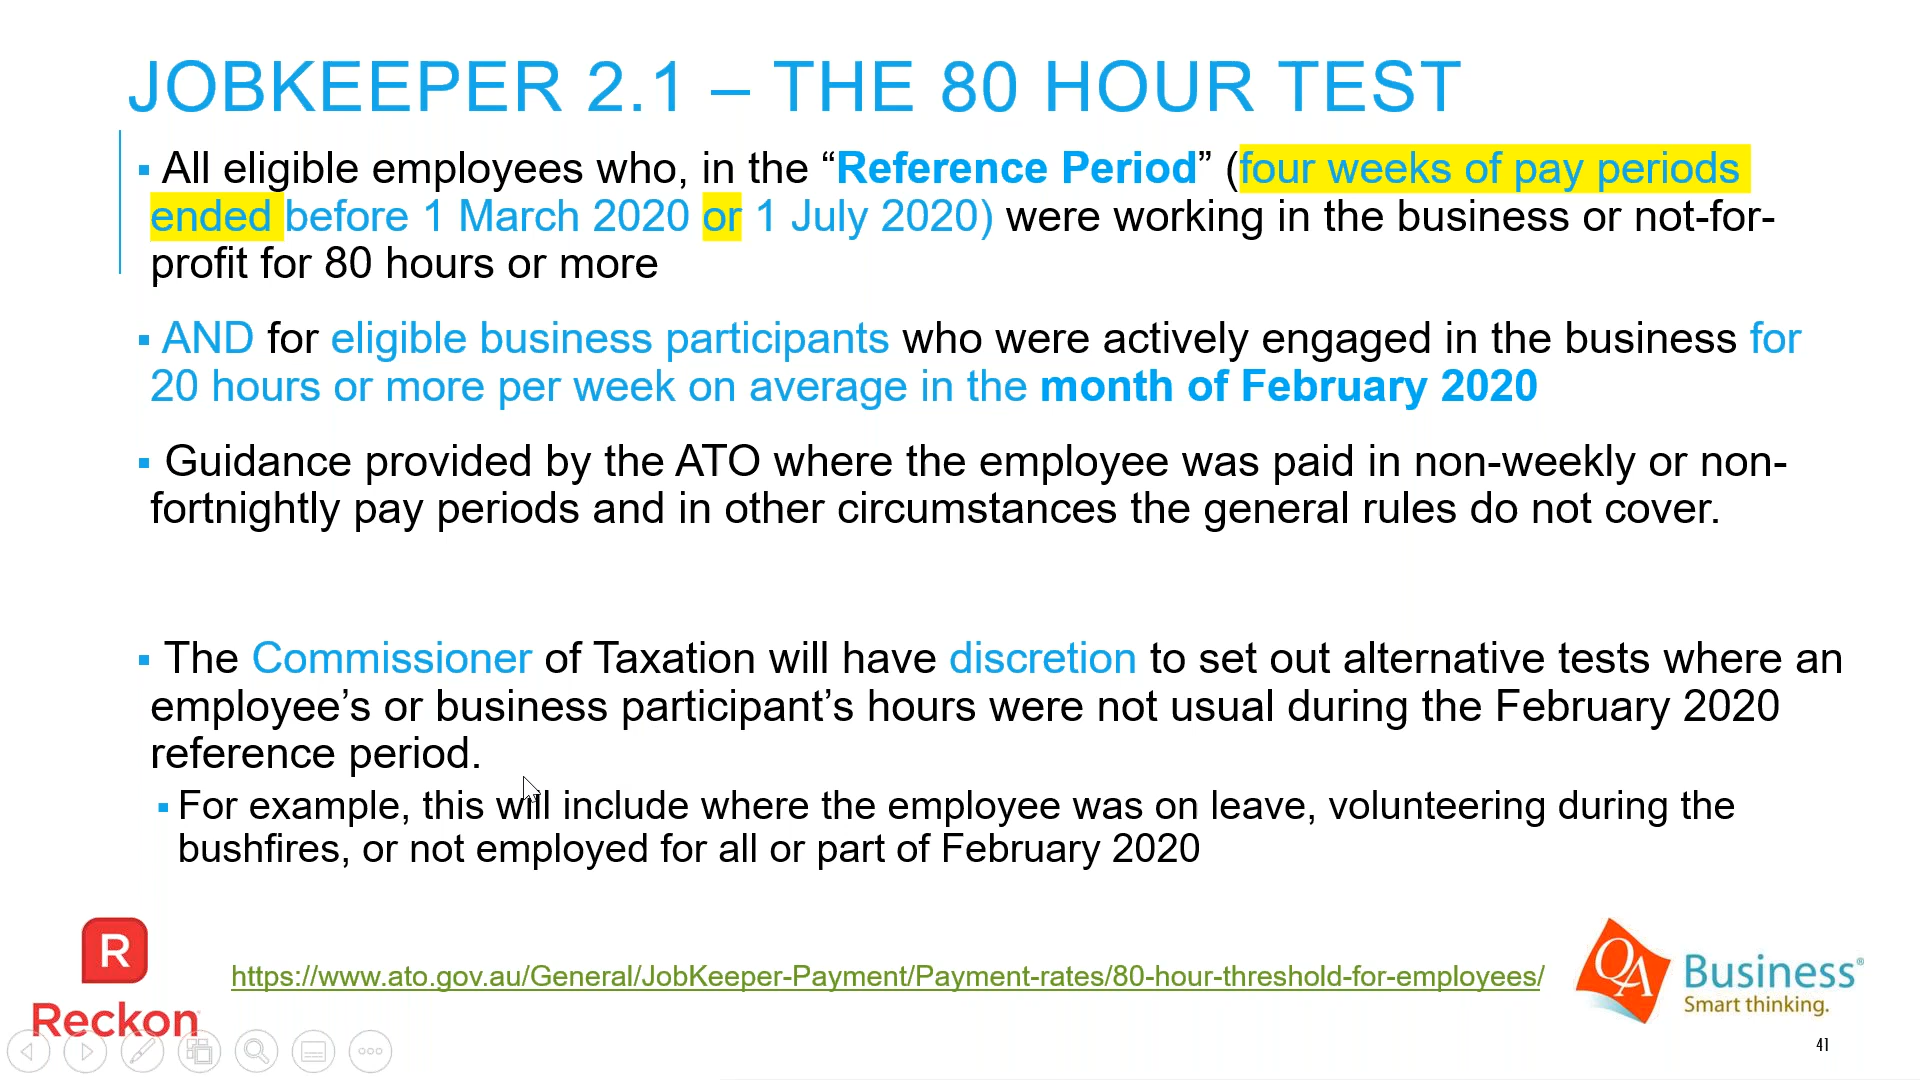 JOBKEEPER 2.1 – THE 80 HOUR TEST
▪ All eligible employees who, in the “Reference Period” (four weeks of pay periods
ended before 1 March 2020 or 1 July 2020) were working in the business or not-for-
profit for 80 hours or more
▪ AND for eligible business participants who were actively engaged in the business for
20 hours or more per week on average in the month of February 2020
▪ Guidance provided by the ATO where the employee was paid in non-weekly or non-
fortnightly pay periods and in other circumstances the general rules do not cover.
▪ The Commissioner of Taxation will have discretion to set out alternative tests where an
employee’s or business participant’s hours were not usual during the February 2020
reference period.
▪ For example, this will include where the employee was on leave, volunteering during the
bushfires, or not employed for all or part of February 2020
R
Reckon
https://www.ato.gov.au/General/JobKeeper-Payment/Payment-rates/80-hour-threshold-for-employees/
QA
Business®
Smart thinking.
41